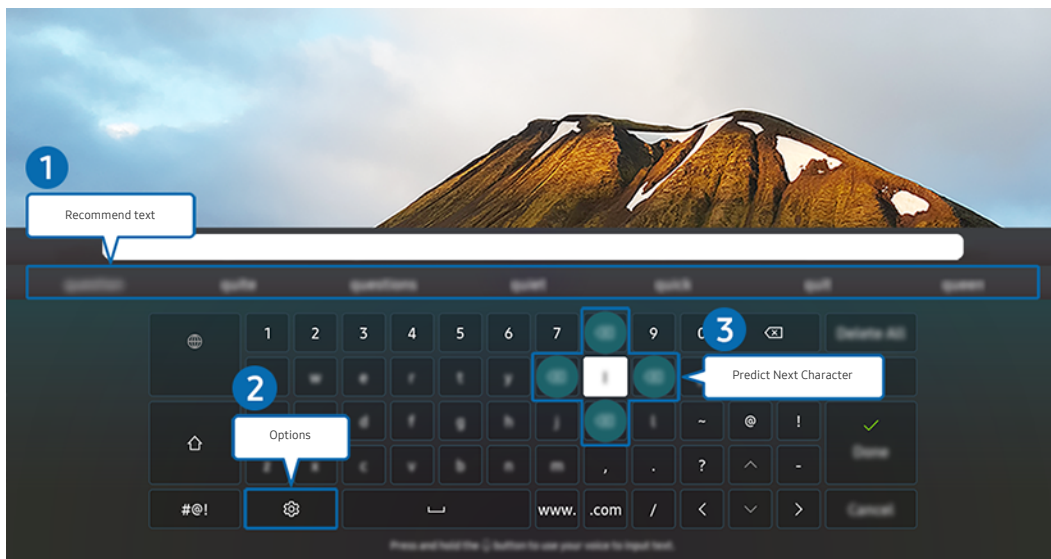 1
Recommend text
question quite questions quiet quick quit queen
1 2 3 4 5 6 7 9 0
3
Delete All
w e r t y
Predict Next Character
2
Options
d f g h j l ~ @ !
Done
z x c v b n m , . ? ^ -
#@! www. .com / < >
Cancel
Press and hold the button to use your voice to input text.